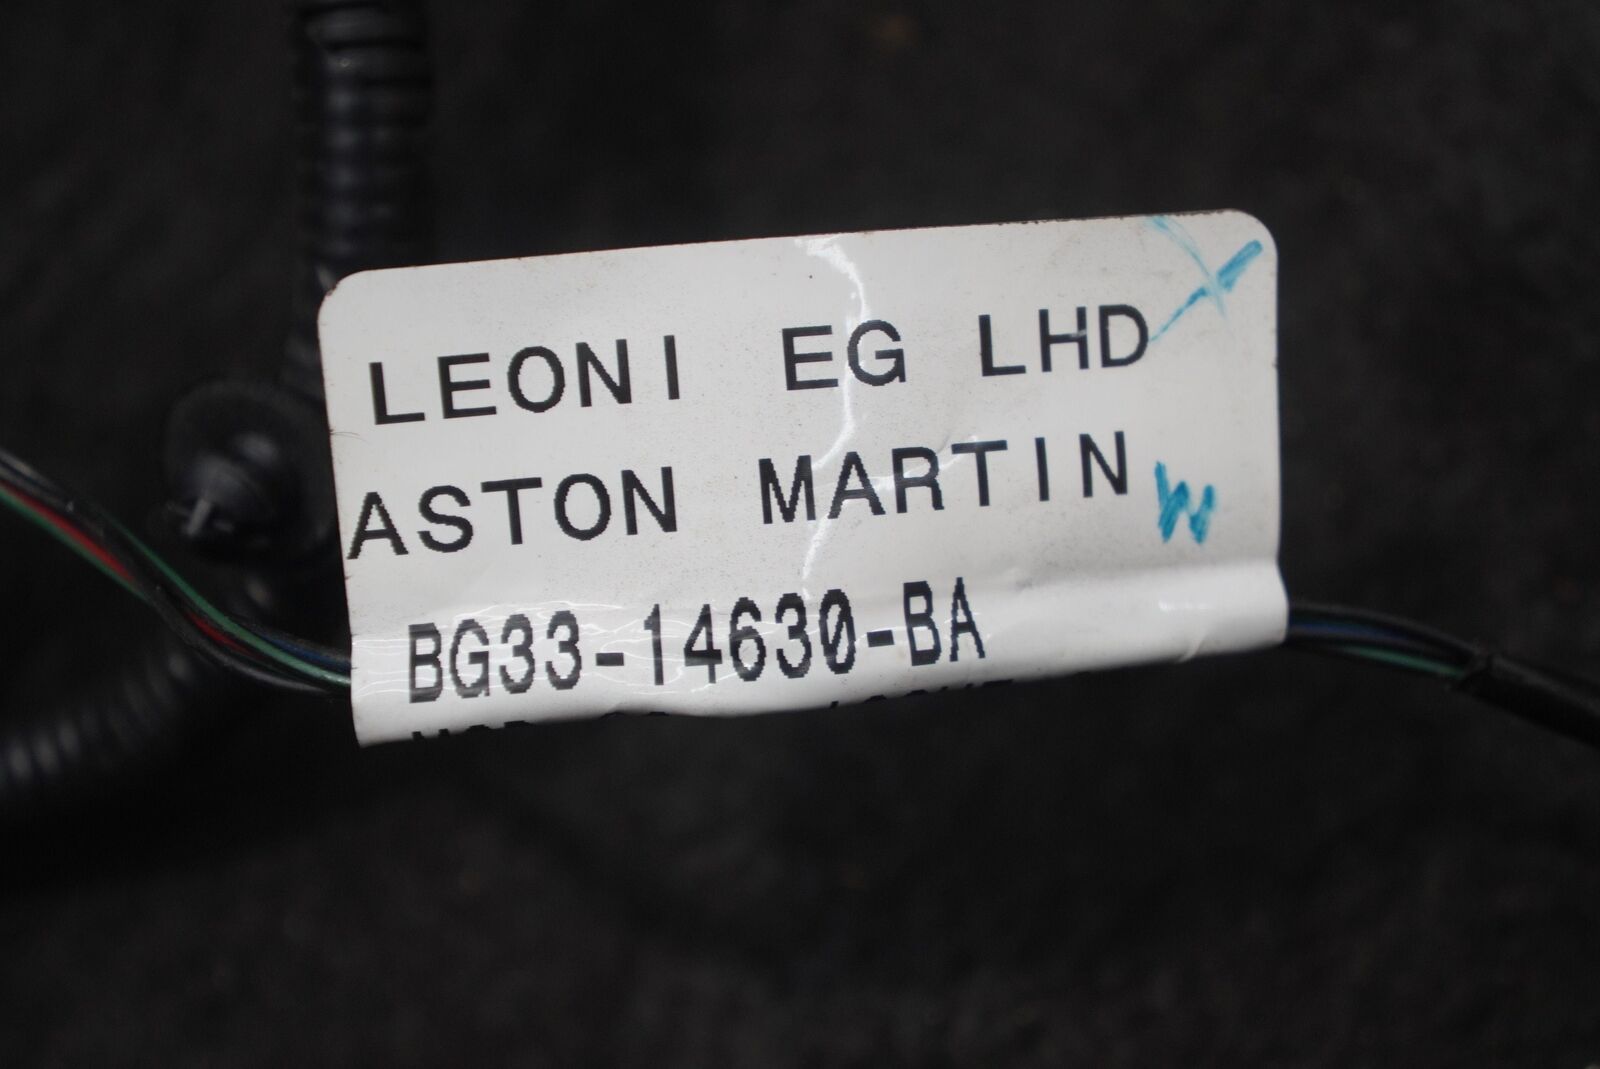 LEONI EG LHD
ASTON MARTIN W
BG33-14630-BA